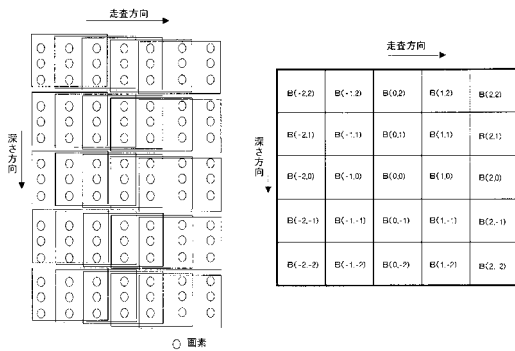 走査方向
深さ方向
画素
走査方向
深さ方向
B(-2,2) B(-1,2) B(0,2) B(1,2) B(2,2)
B(-2,1) B(-1,1) B(0,1) B(1,1) B(2,1)
B(-2,0) B(-1,0) B(0,0) B(1,0) B(2,0)
B(-2,-1) B(-1,-1) B(0,-1) B(1,-1) B(2,-1)
B(-2,-2) B(-1,-2) B(0,-2) B(1,-2) B(2,-2)